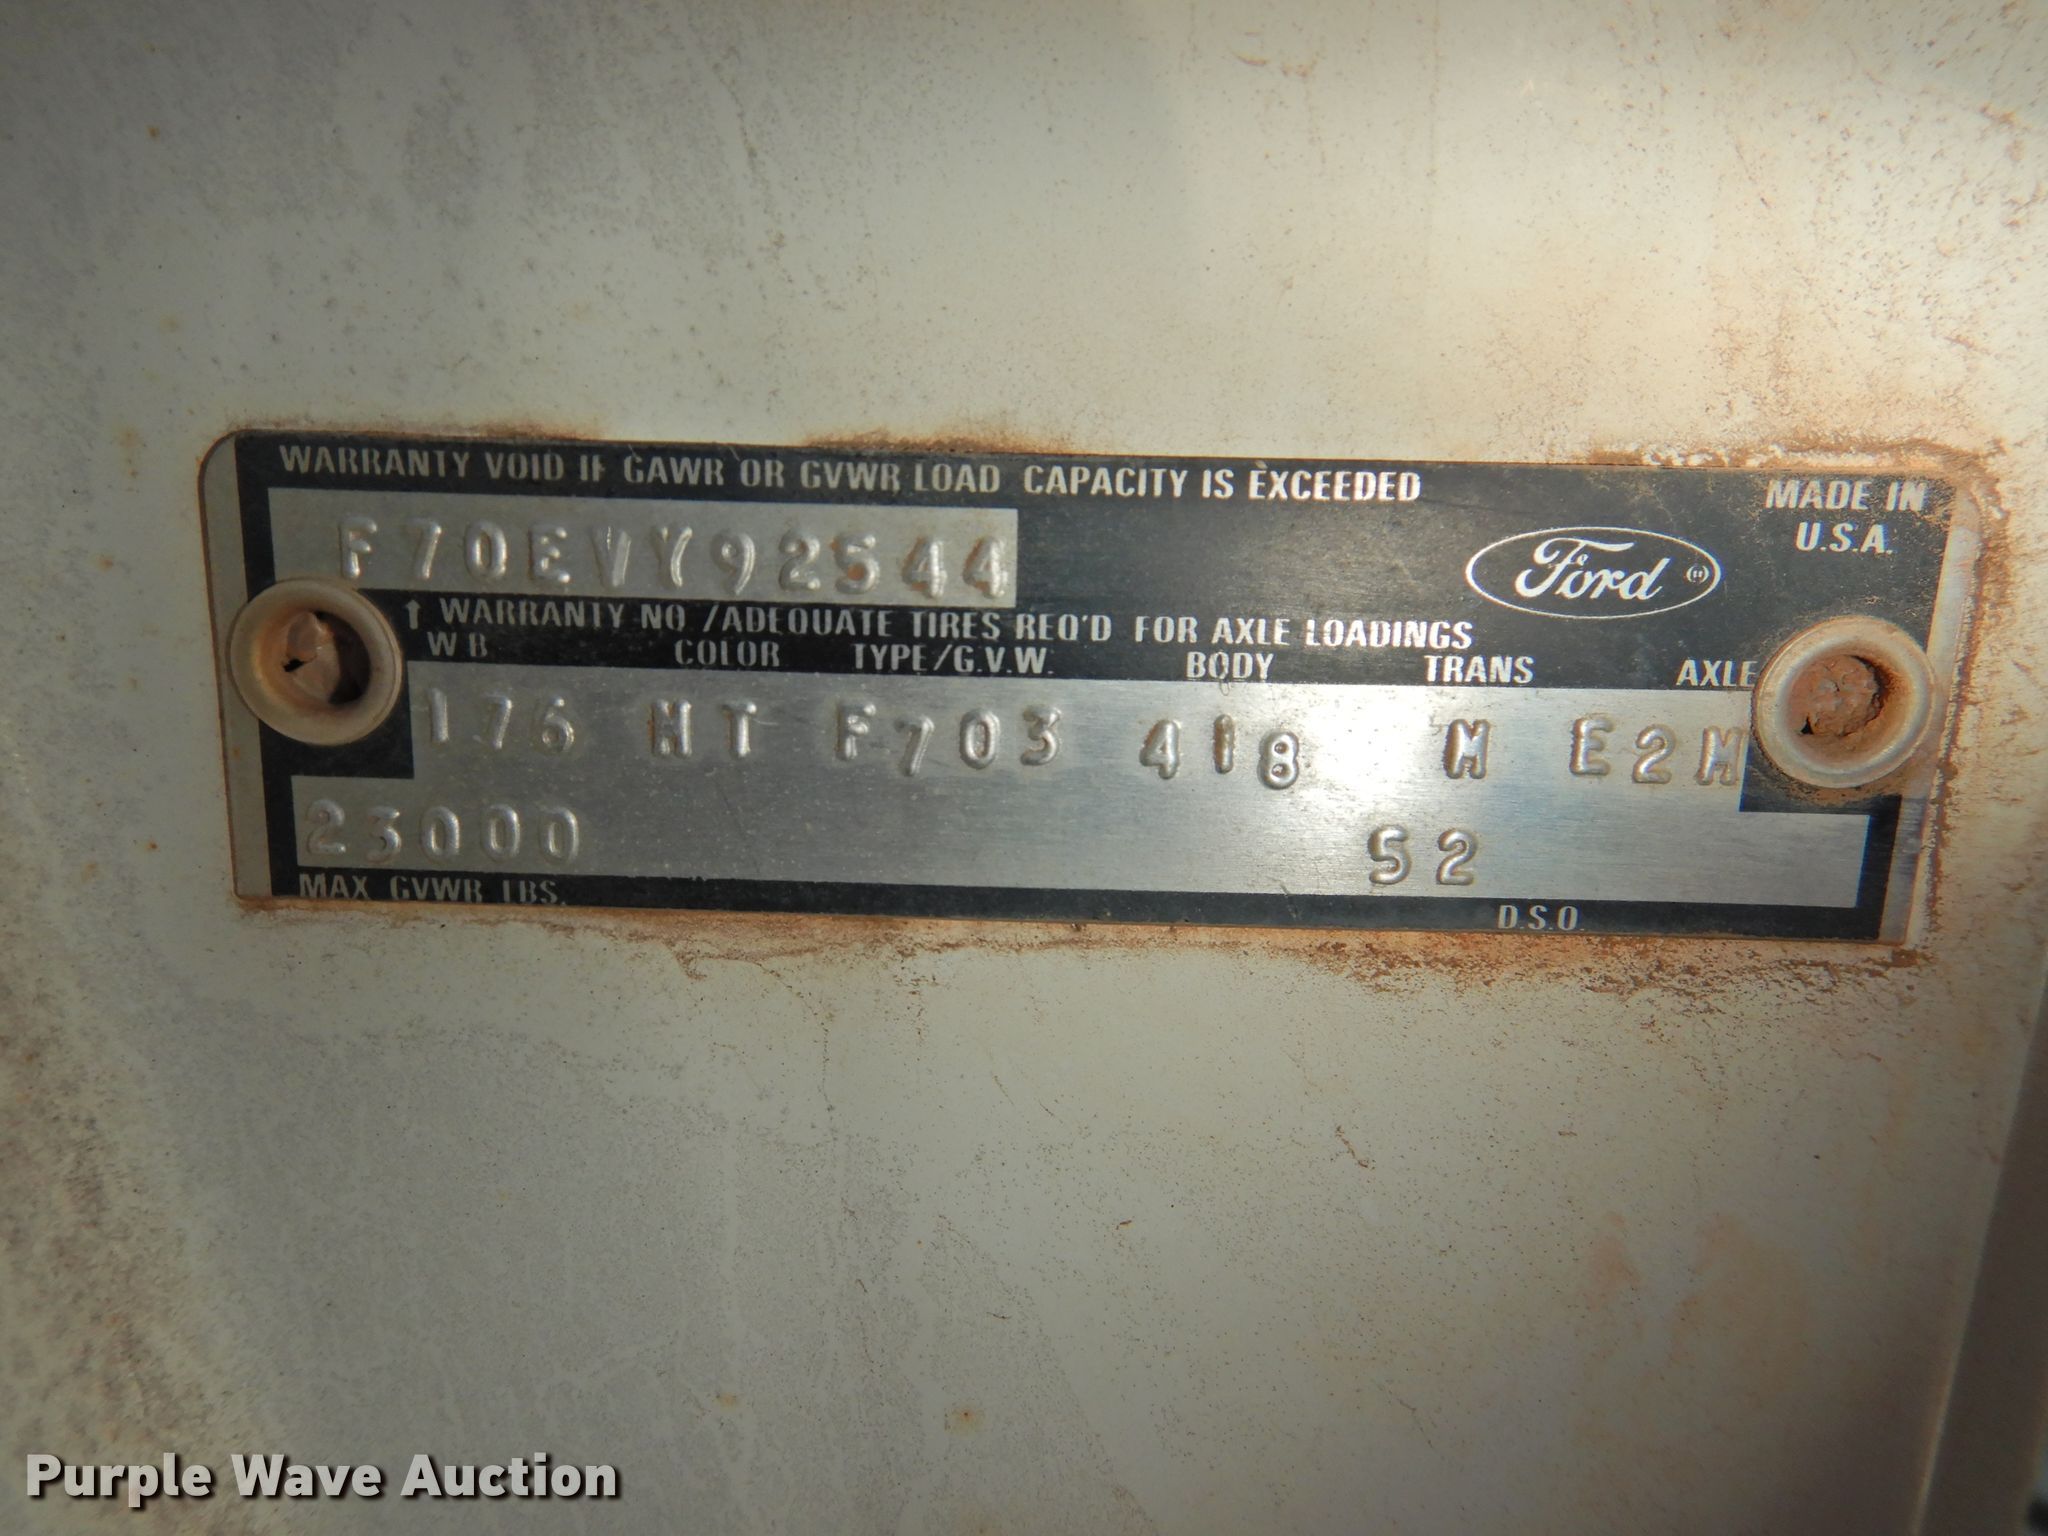 WARRANTY VOID IF GAWR OR GVWR LOAD CAPACITY IS EXCEEDED
MADE IN
U.S.A.
F70EVY92544
Ford
↑ WARRANTY NO /ADEQUATE TIRES REQ'D FOR AXLE LOADINGS
WB COLOR TYPE/G.V.W. BODY TRANS AXLE
176 NT F703 418 M E2M
23000 52
MAX GVWR LBS. D.S.O.
Purple Wave Auction